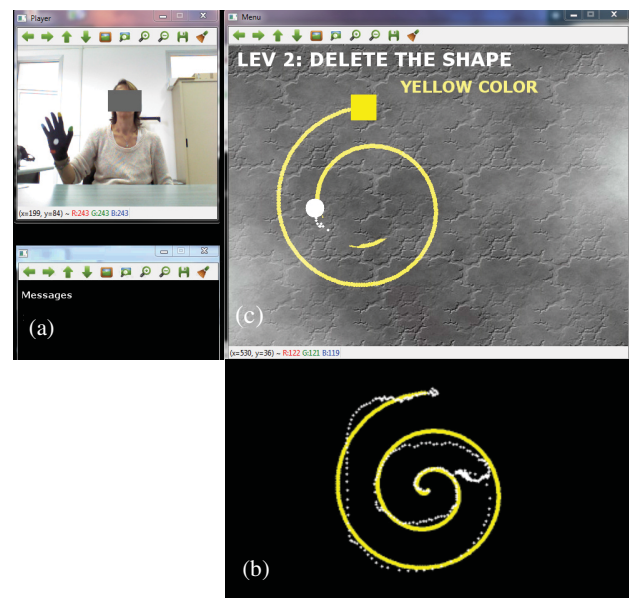 Player
(x=199, y=84) ~ R:243 G:243 B:243
Messages
(a)
Menu
LEV 2: DELETE THE SHAPE
YELLOW COLOR
(c)
(x=530, y=36) ~ R:122 G:121 B:119
(b)